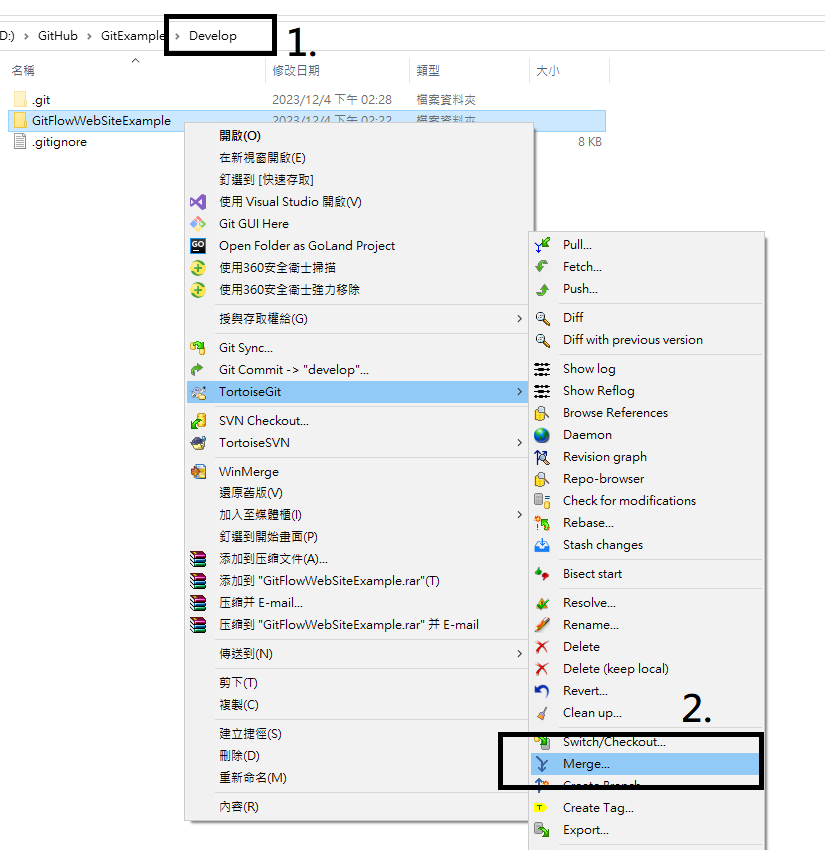 D:) › GitHub › GitExample › Develop
1.
名稱 修改日期 類型 大小
.git 2023/12/4 下午 02:28 檔案資料夾
GitFlowWebSiteExample 2023/12/4 下午 02:22 檔案資料夾
.gitignore 8 KB
開啟(O)
在新視窗開啟(E)
釘選到 [快速存取]
使用 Visual Studio 開啟(V)
Git GUI Here
Open Folder as GoLand Project
使用360安全衛士掃描
使用360安全衛士強力移除
授與存取權給(G)
Git Sync...
Git Commit -> "develop"...
TortoiseGit
SVN Checkout...
TortoiseSVN
WinMerge
還原舊版(V)
加入至媒體櫃(I)
釘選到開始畫面(P)
添加到压缩文件(A)...
添加到 "GitFlowWebSiteExample.rar"(T)
压缩并 E-mail...
压缩到 "GitFlowWebSiteExample.rar" 并 E-mail
傳送到(N)
剪下(T)
複製(C)
建立捷徑(S)
刪除(D)
重新命名(M)
內容(R)
Pull...
Fetch...
Push...
Diff
Diff with previous version
Show log
Show Reflog
Browse References
Daemon
Revision graph
Repo-browser
Check for modifications
Rebase...
Stash changes
Bisect start
Resolve...
Rename...
Delete
Delete (keep local)
Revert...
Clean up...
2.
Switch/Checkout...
Merge...
Create Branch...
Create Tag...
Export...